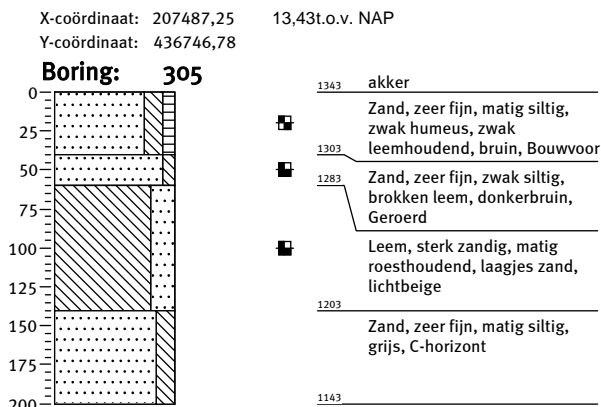 X-coördinaat: 207487,25 13,43t.o.v. NAP
Y-coördinaat: 436746,78
Boring: 305
0
25
50
75
100
125
150
175
200
1343 akker
Zand, zeer fijn, matig siltig,
zwak humeus, zwak
leemhoudend, bruin, Bouwvoor
1303
Zand, zeer fijn, zwak siltig,
brokken leem, donkerbruin,
Geroerd
1283
Leem, sterk zandig, matig
roesthoudend, laagjes zand,
lichtbeige
1203
Zand, zeer fijn, matig siltig,
grijs, C-horizont
1143